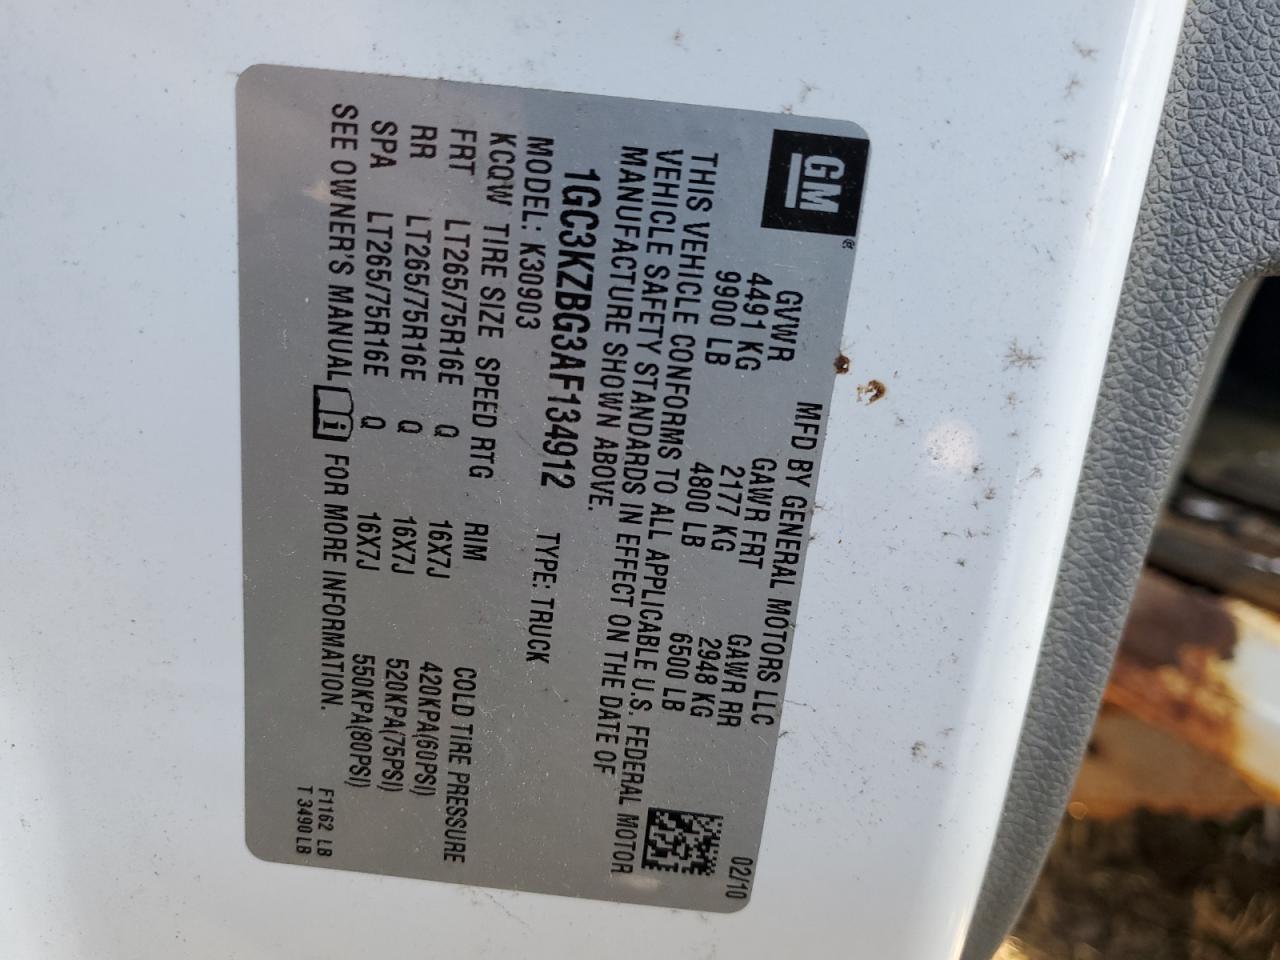 GM®
MFD BY GENERAL MOTORS LLC
02/10
GVWR GAWR FRT GAWR RR
4491 KG 2177 KG 2948 KG
9900 LB 4800 LB 6500 LB
THIS VEHICLE CONFORMS TO ALL APPLICABLE U.S. FEDERAL MOTOR
VEHICLE SAFETY STANDARDS IN EFFECT ON THE DATE OF
MANUFACTURE SHOWN ABOVE.
1GC3KZBG3AF134912 TYPE: TRUCK
MODEL: K30903
KCQW TIRE SIZE SPEED RTG RIM COLD TIRE PRESSURE
FRT LT265/75R16E Q 16X7J 420KPA(60PSI)
RR LT265/75R16E Q 16X7J 520KPA(75PSI)
SPA LT265/75R16E Q 16X7J 550KPA(80PSI)
SEE OWNER'S MANUAL i FOR MORE INFORMATION.
F1162 LB
T 3490 LB